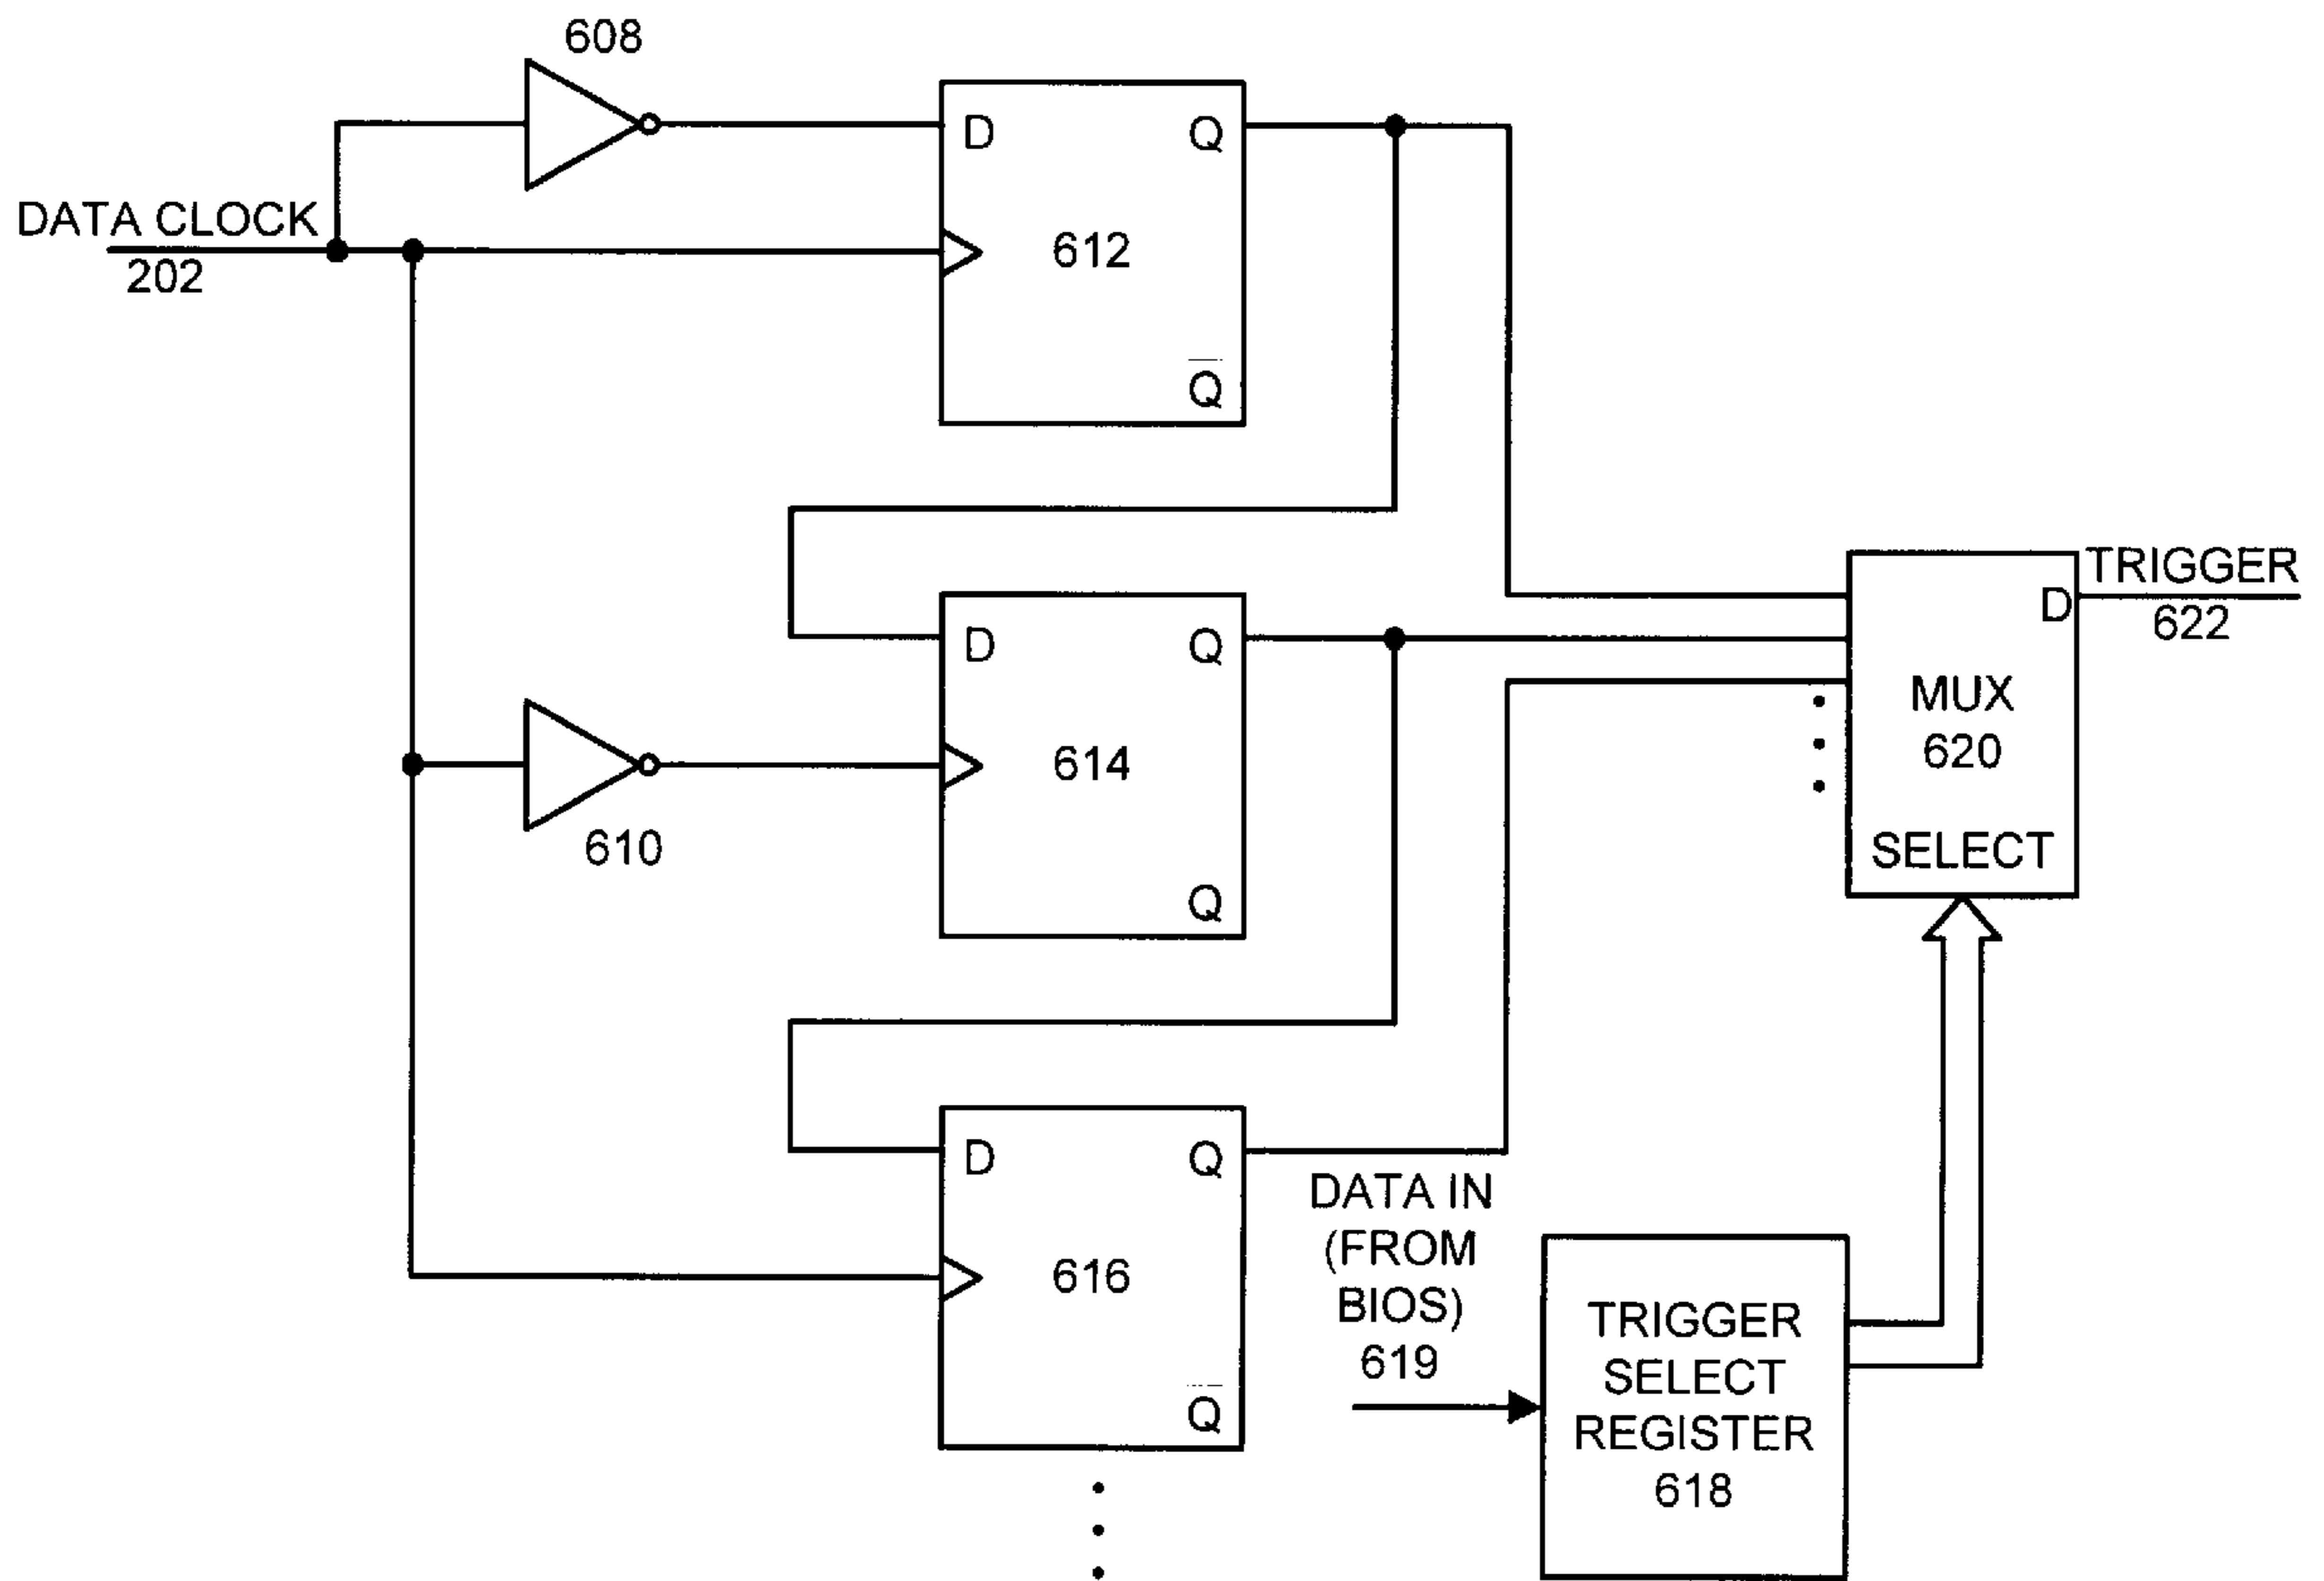 608
D Q
DATA CLOCK
202
612
Q̅
TRIGGER
D
622
D Q
MUX
614
620
SELECT
610
Q
D Q
DATA IN
(FROM
BIOS)
619
616
TRIGGER
SELECT
REGISTER
618
Q̅